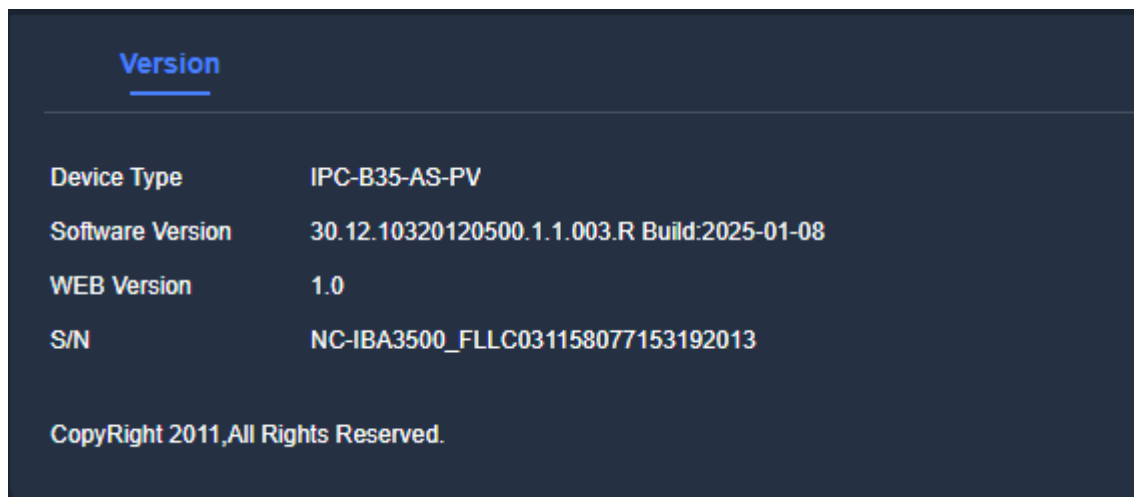 Version
Device Type IPC-B35-AS-PV
Software Version 30.12.10320120500.1.1.003.R Build:2025-01-08
WEB Version 1.0
S/N NC-IBA3500_FLLC031158077153192013
CopyRight 2011,All Rights Reserved.